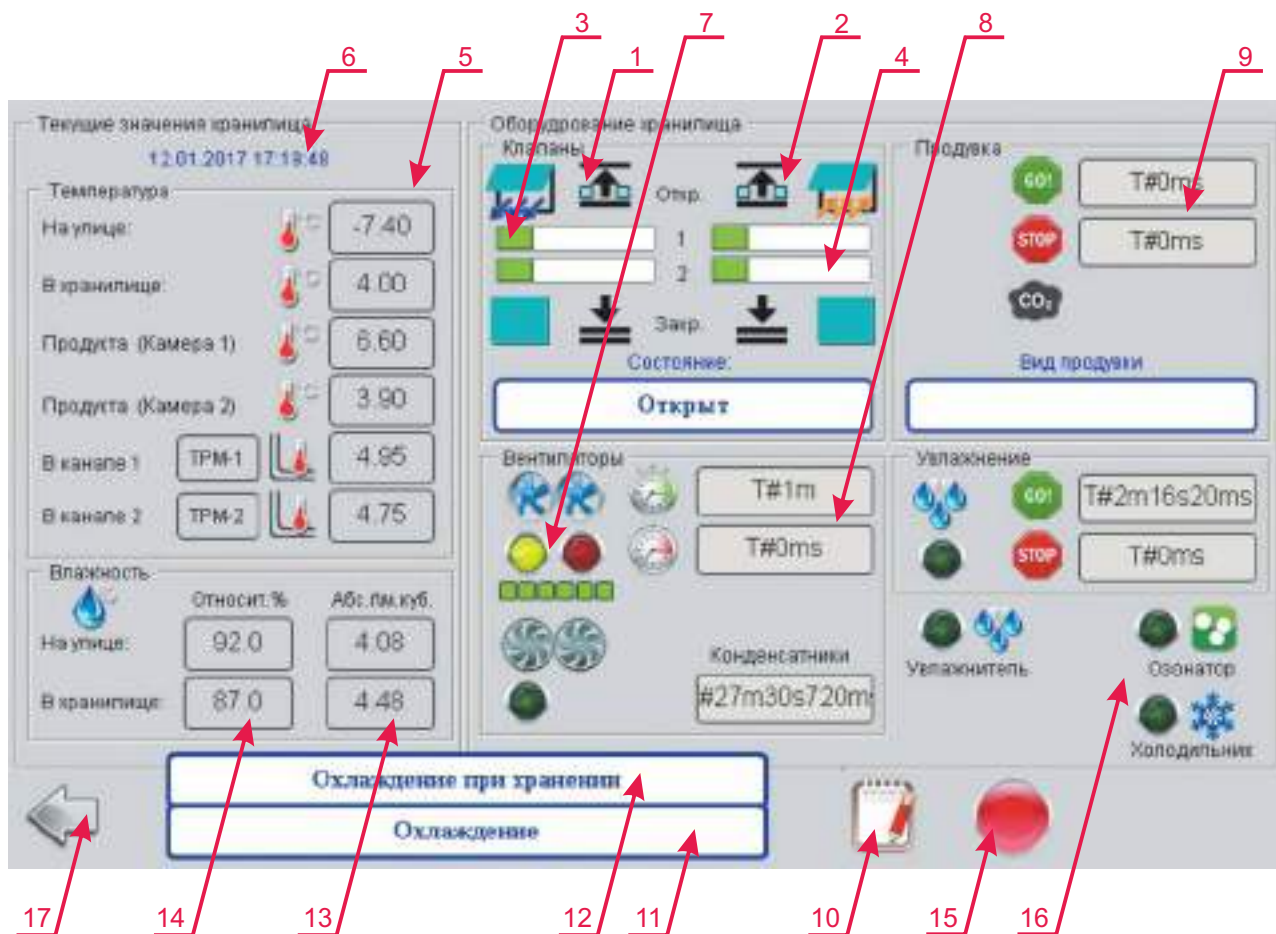 3 7 2 8
6 5 1 4 9
Текущие значения хранилища
12.01.2017 17:19:48
Температура
На улице: -7.40
В хранилище: 4.00
Продукта (Камера 1) 6.60
Продукта (Камера 2) 3.90
В канале 1 ТРМ-1 4.95
В канале 2 ТРМ-2 4.75
Влажность
Относит.% Абс.гм.куб.
На улице: 92.0 4.08
В хранилище: 87.0 4.48
Оборудрование хранилища
Клапаны
Откр.
1
2
Закр.
Состояние:
Открыт
Продувка
GO! T#0ms
STOP T#0ms
CO₂
Вид продувки
Вентиляторы
T#1m
T#0ms
Конденсатники
#27m30s720m
Увлажнение
GO! T#2m16s20ms
STOP T#0ms
Увлажнитель
Озонатор
Холодильник
Охлаждение при хранении
Охлаждение
17 14 13 12 11 10 15 16